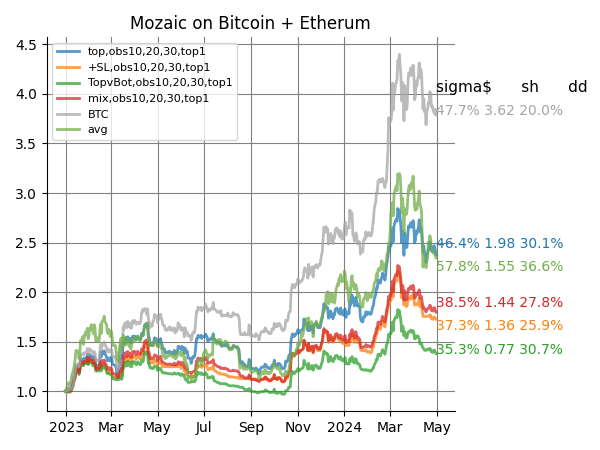 Mozaic on Bitcoin + Etherum
4.5
4.0
3.5
3.0
2.5
2.0
1.5
1.0
top,obs10,20,30,top1
+SL,obs10,20,30,top1
TopvBot,obs10,20,30,top1
mix,obs10,20,30,top1
BTC
avg
sigma$ sh dd
47.7% 3.62 20.0%
46.4% 1.98 30.1%
57.8% 1.55 36.6%
38.5% 1.44 27.8%
37.3% 1.36 25.9%
35.3% 0.77 30.7%
2023 Mar May Jul Sep Nov 2024 Mar May